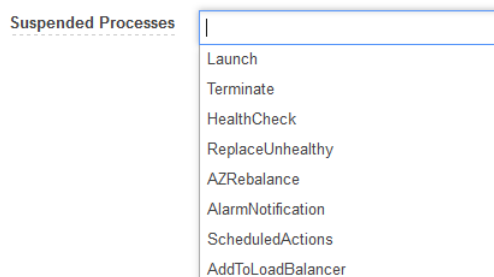 Suspended Processes
Launch
Terminate
HealthCheck
ReplaceUnhealthy
AZRebalance
AlarmNotification
ScheduledActions
AddToLoadBalancer